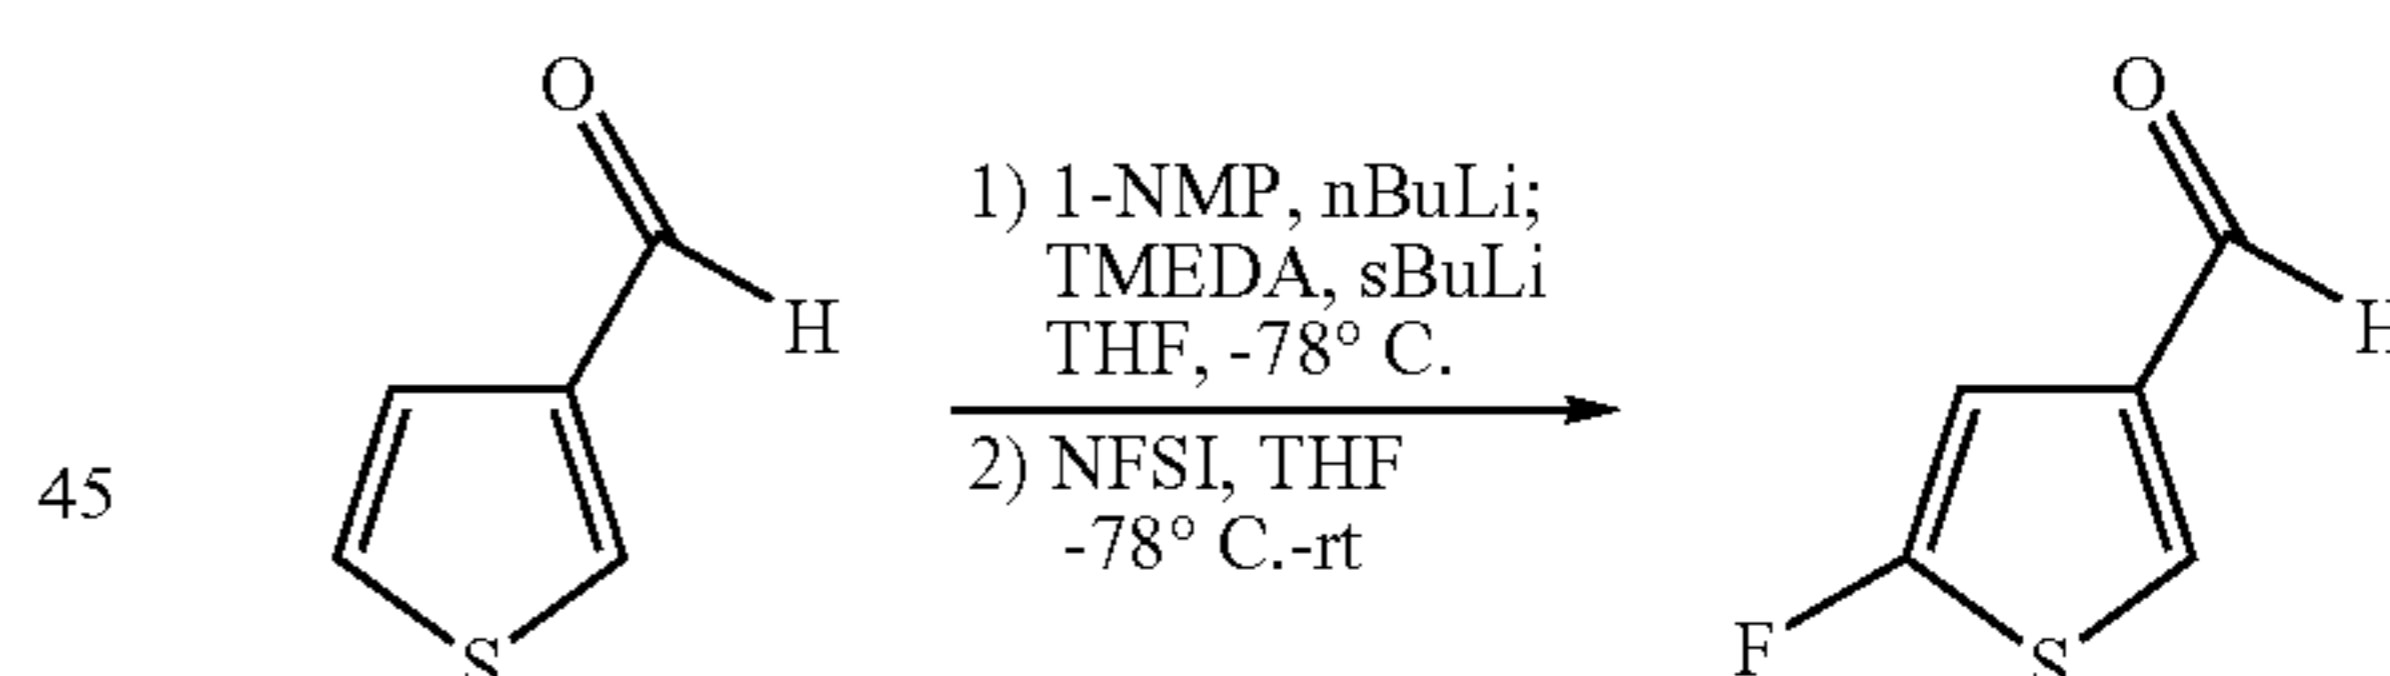 O
O
1) 1-NMP, nBuLi;
TMEDA, sBuLi
THF, -78° C.
H
H
2) NFSI, THF
-78° C.-rt
45
F
S
S